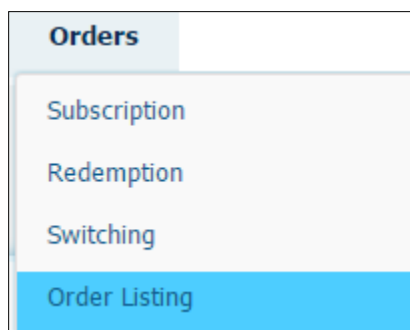 Orders
Subscription
Redemption
Switching
Order Listing